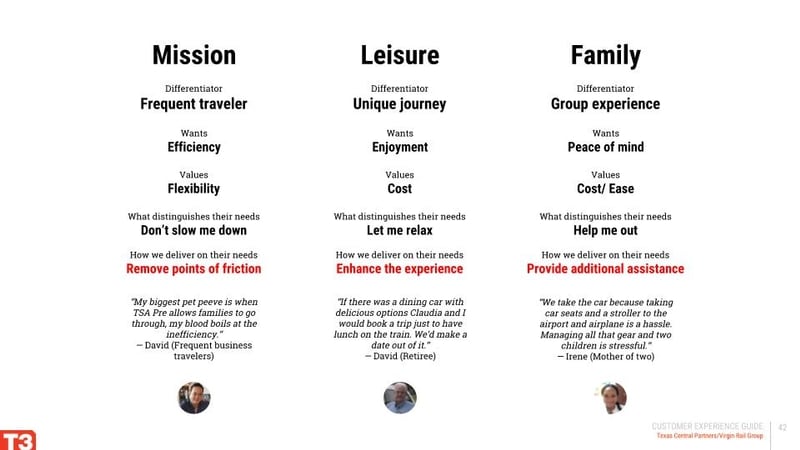 Mission
Differentiator
Frequent traveler
Wants
Efficiency
Values
Flexibility
What distinguishes their needs
Don’t slow me down
How we deliver on their needs
Remove points of friction
“My biggest pet peeve is when
TSA Pre allows families to go
through, my blood boils at the
inefficiency.”
— David (Frequent business
travelers)
Leisure
Differentiator
Unique journey
Wants
Enjoyment
Values
Cost
What distinguishes their needs
Let me relax
How we deliver on their needs
Enhance the experience
“If there was a dining car with
delicious options Claudia and I
would book a trip just to have
lunch on the train. We’d make a
date out of it.”
— David (Retiree)
Family
Differentiator
Group experience
Wants
Peace of mind
Values
Cost/ Ease
What distinguishes their needs
Help me out
How we deliver on their needs
Provide additional assistance
“We take the car because taking
car seats and a stroller to the
airport and airplane is a hassle.
Managing all that gear and two
children is stressful.”
— Irene (Mother of two)
T3
CUSTOMER EXPERIENCE GUIDE
Texas Central Partners/Virgin Rail Group
42